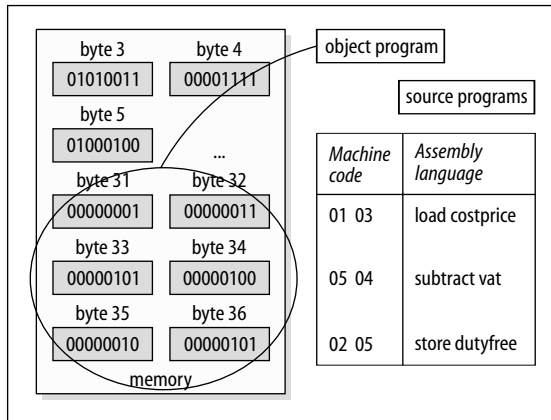 byte 3 byte 4
01010011 00001111
byte 5
01000100
...
byte 31 byte 32
00000001 00000011
byte 33 byte 34
00000101 00000100
byte 35 byte 36
00000010 00000101
memory
object program
source programs
Machine code Assembly language
01 03 load costprice
05 04 subtract vat
02 05 store dutyfree